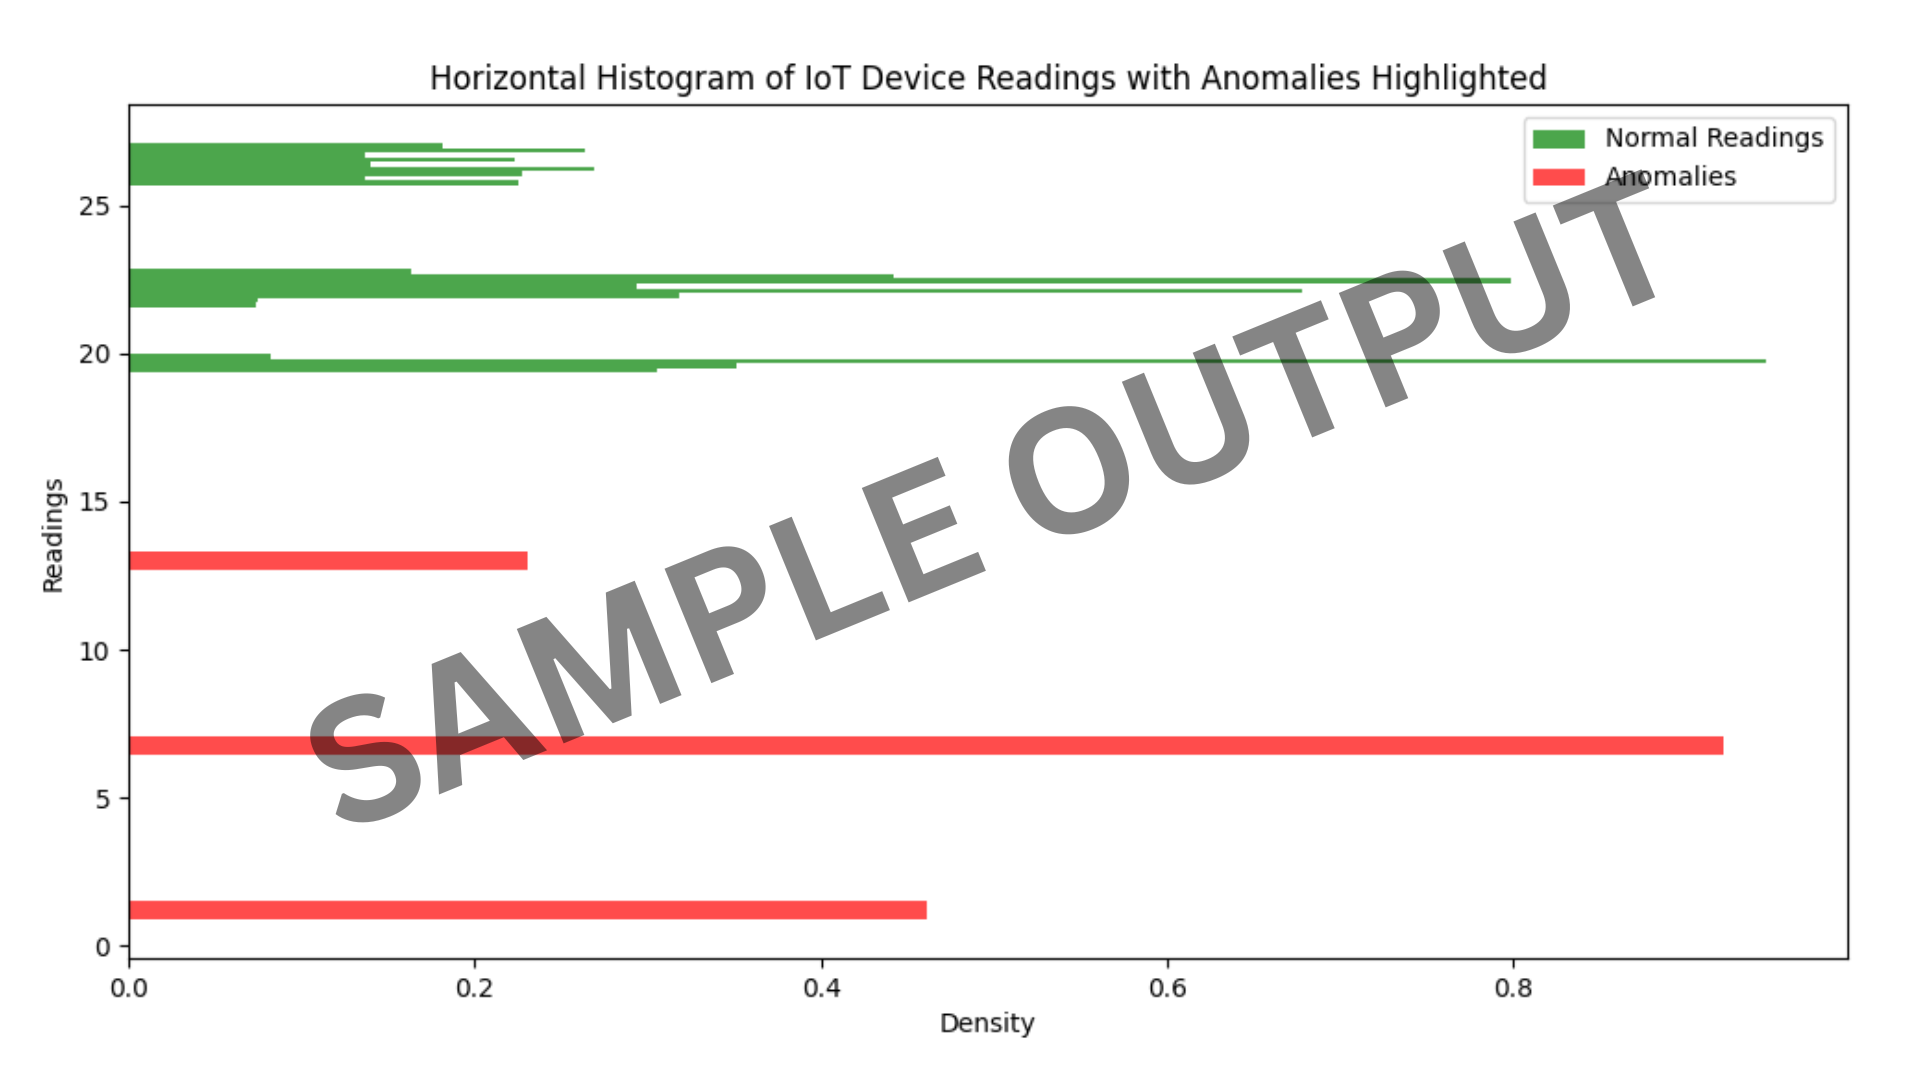 Horizontal Histogram of IoT Device Readings with Anomalies Highlighted
Normal Readings
Anomalies
25
20
15
10
5
0
Readings
0.0 0.2 0.4 0.6 0.8
Density
SAMPLE OUTPUT